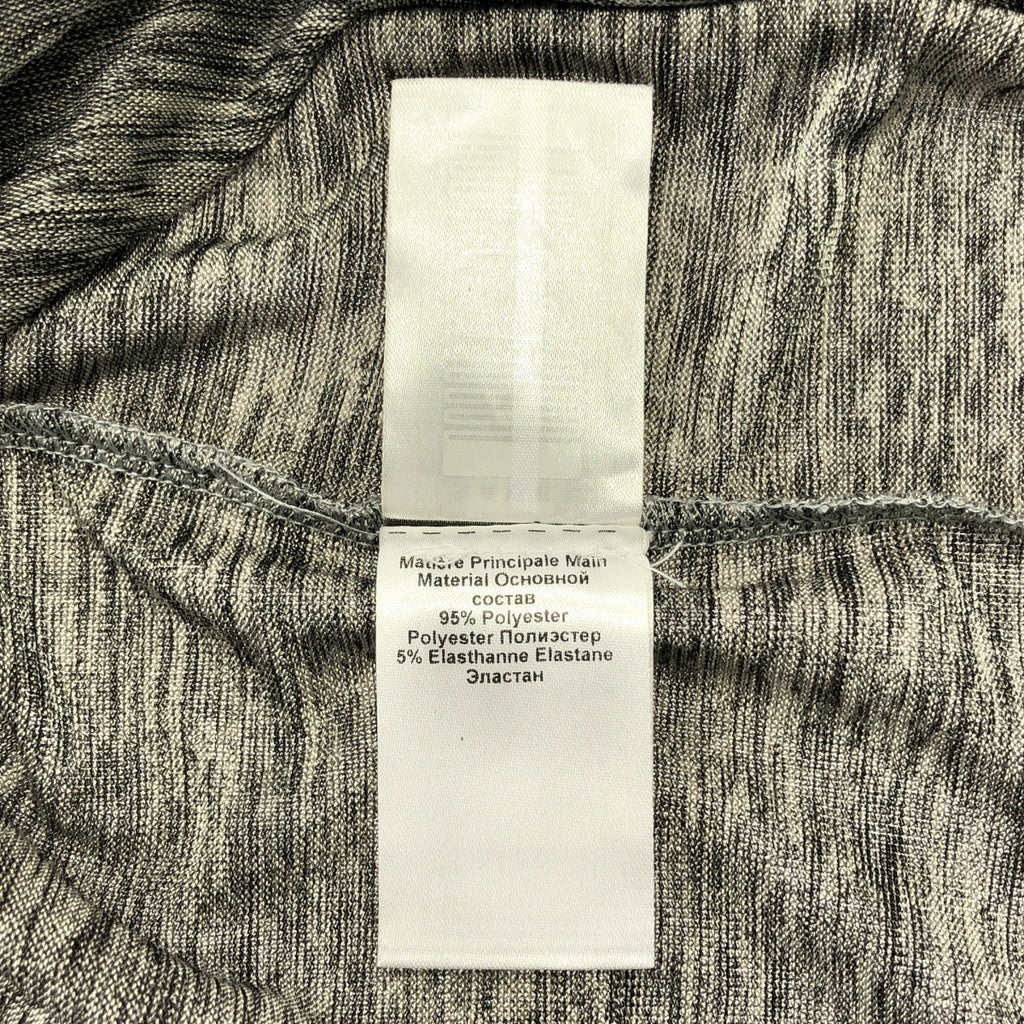 Matière Principale Main
Material Основной
состав
95% Polyester
Polyester Полиэстер
5% Elasthanne Elastane
Эластан